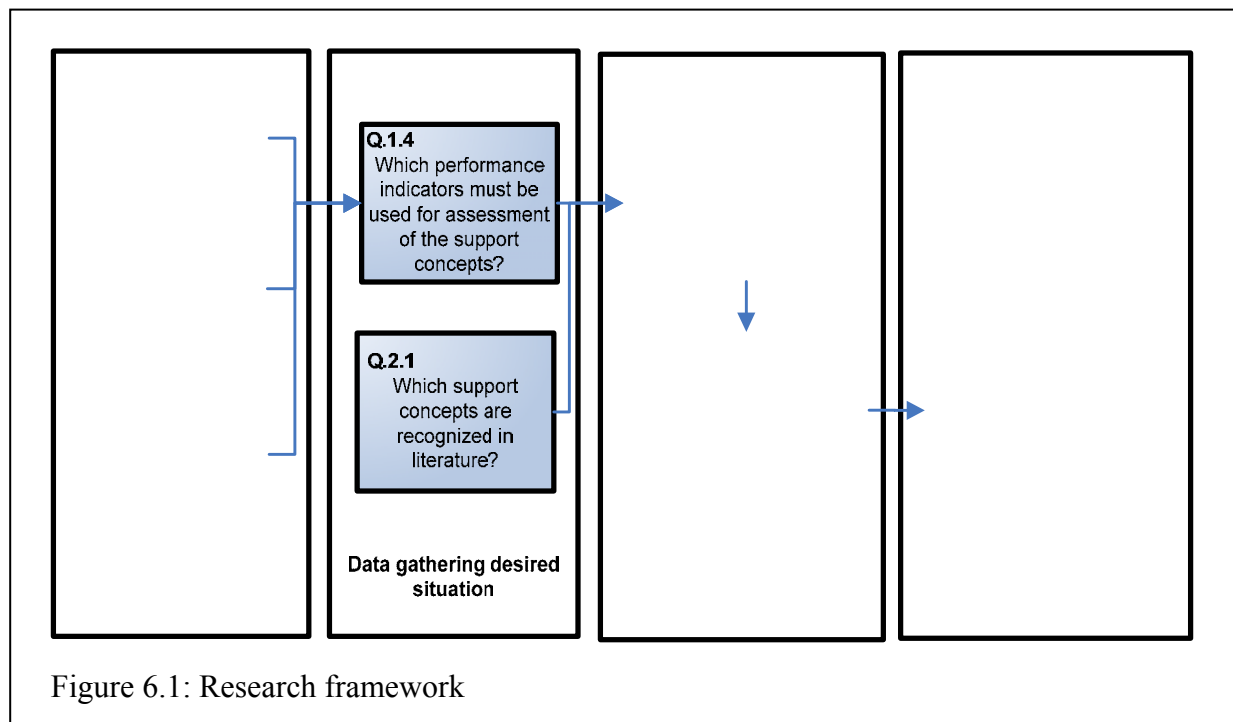 Q.1.4
Which performance
indicators must be
used for assessment
of the support
concepts?
Q.2.1
Which support
concepts are
recognized in
literature?
Data gathering desired
situation
Figure 6.1: Research framework